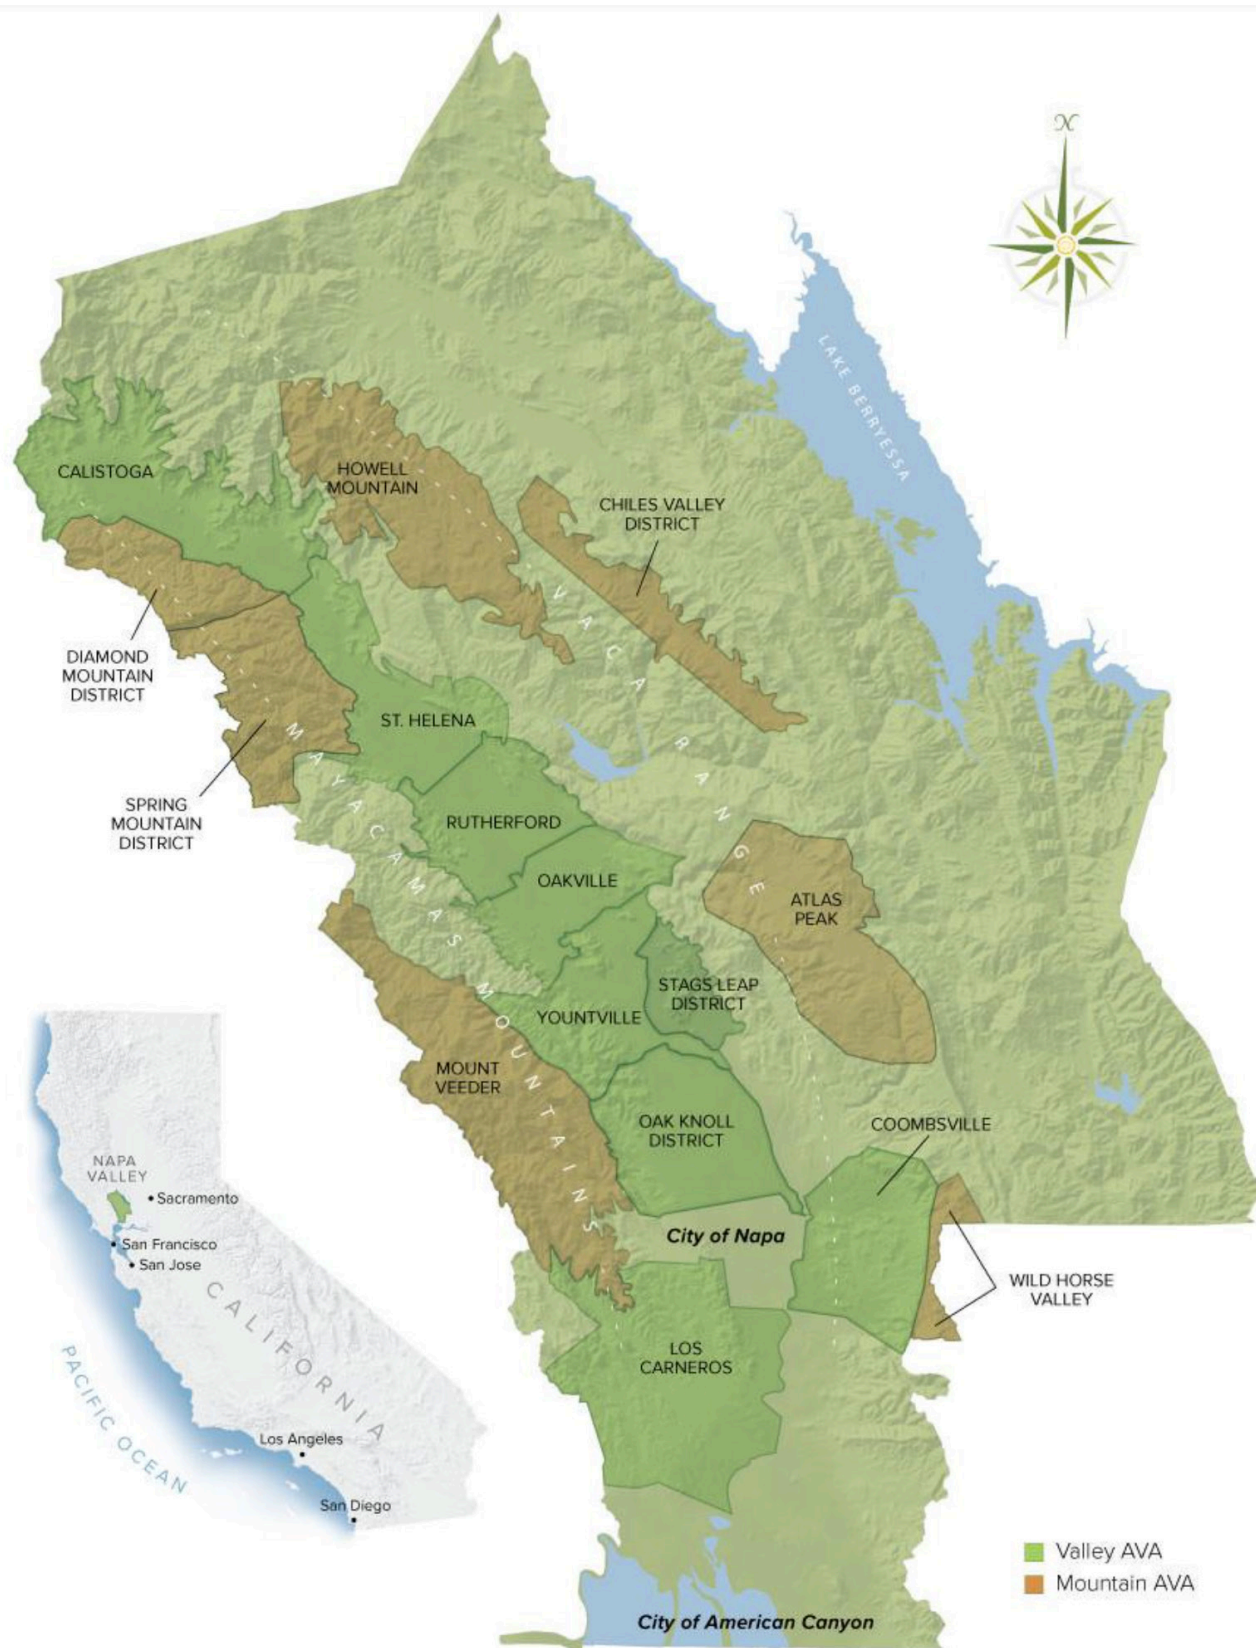 N
LAKE BERRYESSA
CALISTOGA
HOWELL
MOUNTAIN
CHILES VALLEY
DISTRICT
VACA RANGE
DIAMOND
MOUNTAIN
DISTRICT
ST. HELENA
MAYACAMAS MOUNTAINS
SPRING
MOUNTAIN
DISTRICT
RUTHERFORD
OAKVILLE
ATLAS
PEAK
STAGS LEAP
DISTRICT
YOUNTVILLE
MOUNT
VEEDER
OAK KNOLL
DISTRICT
COOMBSVILLE
City of Napa
WILD HORSE
VALLEY
LOS
CARNEROS
NAPA
VALLEY
Sacramento
San Francisco
San Jose
CALIFORNIA
PACIFIC OCEAN
Los Angeles
San Diego
Valley AVA
Mountain AVA
City of American Canyon